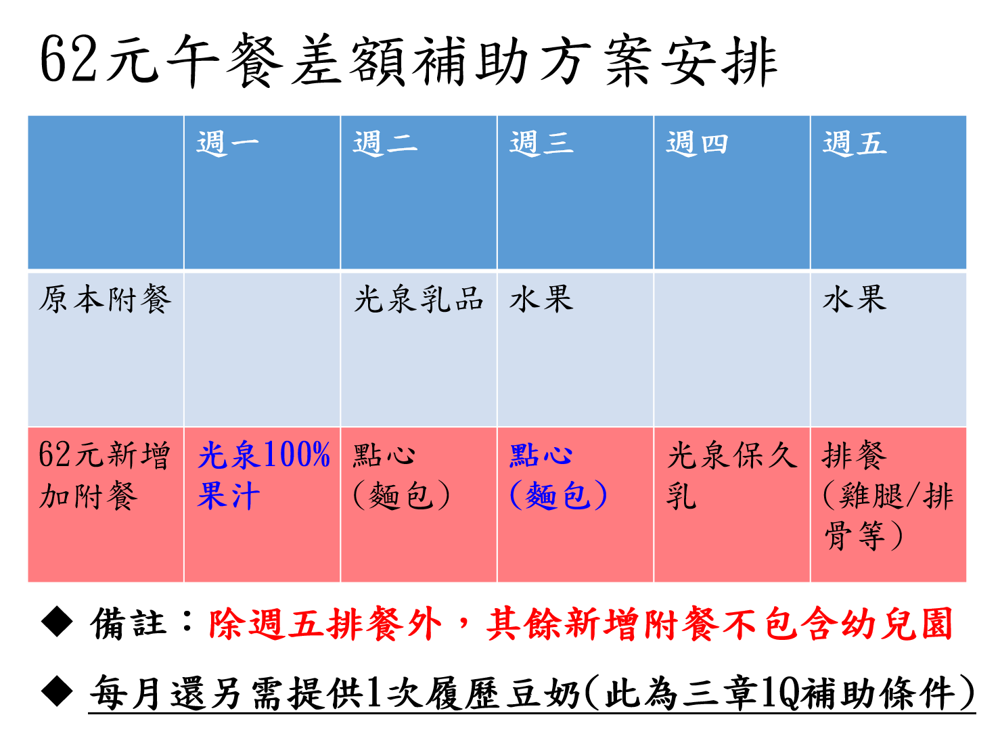 62元午餐差額補助方案安排
週一 週二 週三 週四 週五
原本附餐 光泉乳品 水果 水果
62元新增加附餐 光泉100%果汁 點心(麵包) 點心(麵包) 光泉保久乳 排餐(雞腿/排骨等)
◆ 備註：除週五排餐外，其餘新增附餐不包含幼兒園
◆ 每月還另需提供1次履歷豆奶(此為三章1Q補助條件)